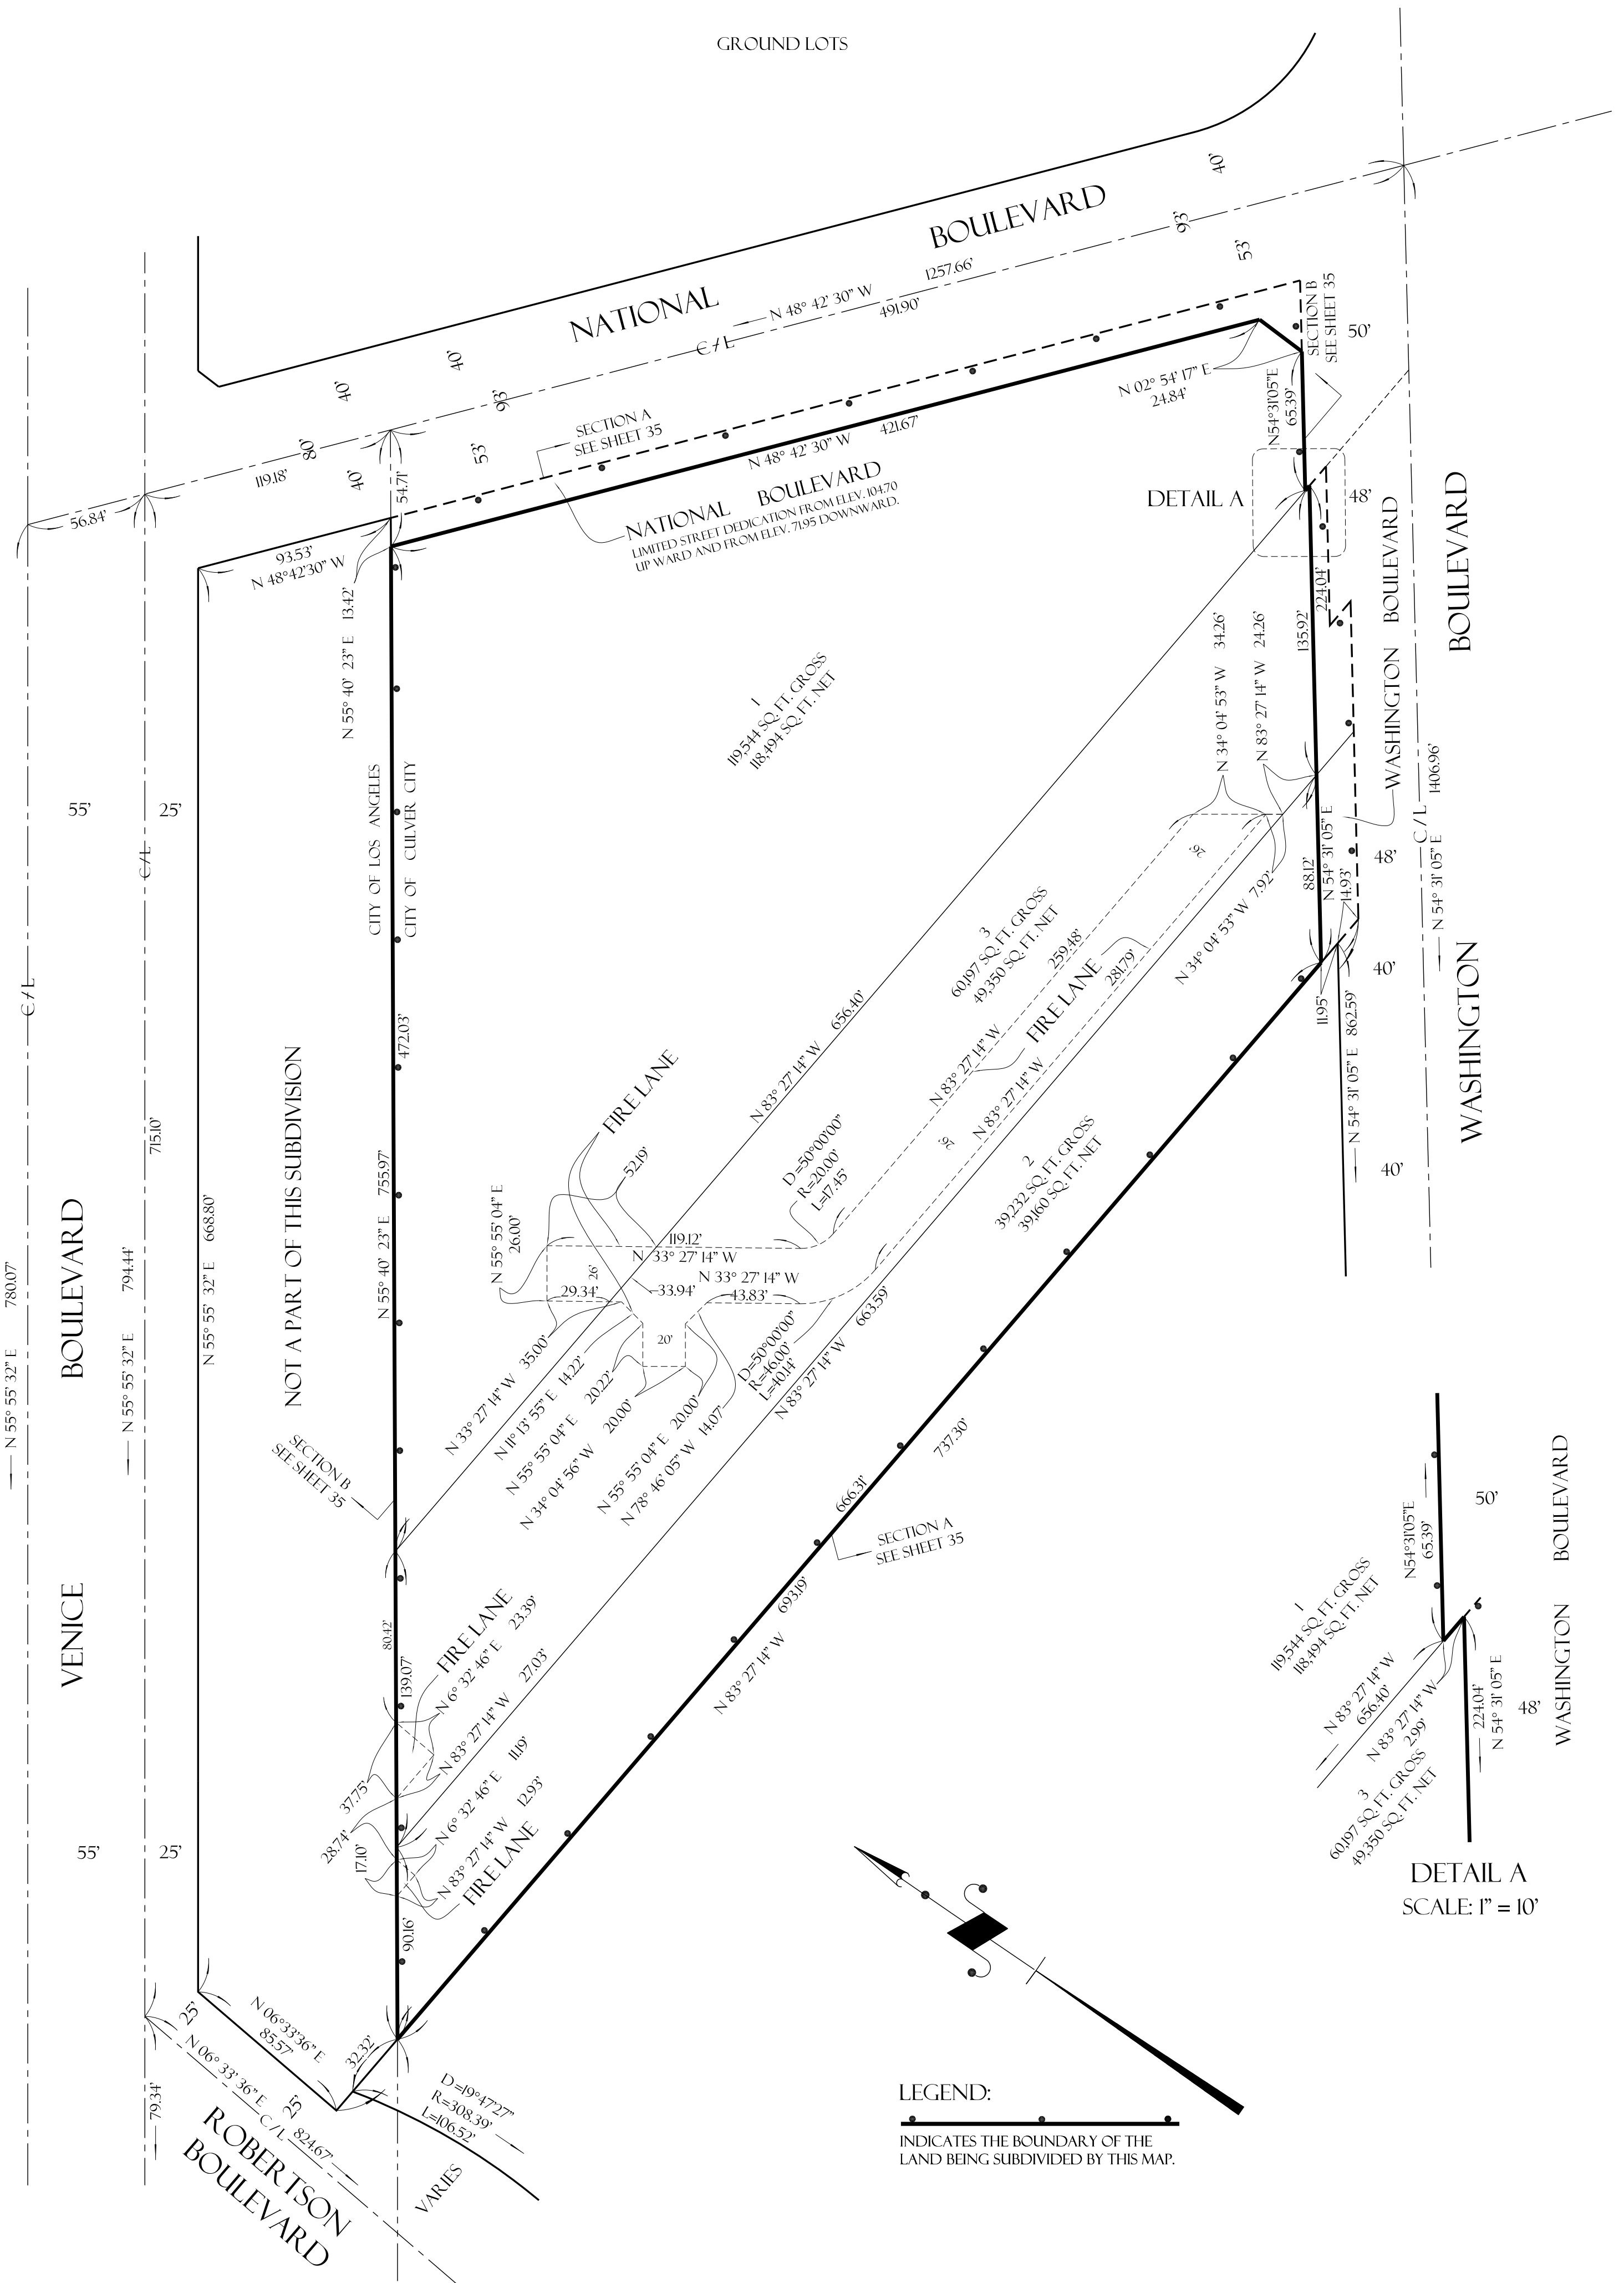 GROUND LOTS
NATIONAL BOULEVARD
40'
93'
53'
1257.66'
N 48° 42' 30" W
491.90'
C/L
40'
40'
93'
53'
80'
40'
119.18'
56.84'
54.71'
SECTION A
SEE SHEET 35
N 48° 42' 30" W 421.67'
NATIONAL BOULEVARD
LIMITED STREET DEDICATION FROM ELEV. 104.70
UP WARD AND FROM ELEV. 71.95 DOWNWARD.
N 02° 54' 17" E
24.84'
SECTION B
SEE SHEET 35
50'
N54°31'05"E
65.39'
DETAIL A
48'
93.53'
N 48°42'30" W
N 55° 40' 23" E 13.42'
224.04'
135.92'
WASHINGTON BOULEVARD
WASHINGTON BOULEVARD
1406.96'
C/L
N 54° 31' 05" E
N 34° 04' 53" W 34.26'
N 83° 27' 14" W 24.26'
1
119,544 SQ. FT. GROSS
118,494 SQ. FT. NET
CITY OF LOS ANGELES
CITY OF CULVER CITY
55'
25'
C/L
C/L
26'
N 54° 31' 05" E
88.12'
14.93'
48'
40'
N 34° 04' 53" W 7.92'
3
60,197 SQ. FT. GROSS
49,350 SQ. FT. NET
259.48'
281.79'
FIRE LANE
N 83° 27' 14" W
N 83° 27' 14" W
26'
11.95'
N 54° 31' 05" E 862.59'
40'
N 83° 27' 14" W 656.40'
2
39,232 SQ. FT. GROSS
39,160 SQ. FT. NET
472.03'
NOT A PART OF THIS SUBDIVISION
715.10'
N 55° 40' 23" E 755.97'
N 55° 55' 32" E 668.80'
VENICE BOULEVARD
N 55° 55' 32" E 780.07'
N 55° 55' 32" E 794.44'
FIRE LANE
52.19'
N 55° 55' 04" E
26.00'
D=50°00'00"
R=20.00'
L=17.45'
119.12'
N 33° 27' 14" W
26'
N 33° 27' 14" W
29.34'
33.94'
43.83'
20'
D=50°00'00"
R=46.00'
L=40.14'
N 83° 27' 14" W 663.59'
N 33° 27' 14" W 35.00'
N 11° 13' 55" E 14.22'
N 55° 55' 04" E 20.22'
N 34° 04' 56" W 20.00'
N 55° 55' 04" E 20.00'
N 78° 46' 05" W 14.07'
737.30'
666.31'
693.19'
N 83° 27' 14" W
SECTION A
SEE SHEET 35
SECTION B
SEE SHEET 35
80.42'
139.07'
FIRE LANE
N 6° 32' 46" E 23.39'
N 83° 27' 14" W 27.03'
N 6° 32' 46" E 11.19'
N 83° 27' 14" W 12.93'
FIRE LANE
37.75'
28.74'
17.10'
90.16'
55'
25'
25'
N 06°33'36" E
85.57'
32.32'
N 06° 33' 36" E
C/L
824.67'
25'
79.34'
D=19°47'27"
R=308.39'
L=106.52'
VARIES
ROBERTSON
BOULEVARD
N54°31'05"E
65.39'
50'
WASHINGTON BOULEVARD
1
119,544 SQ. FT. GROSS
118,494 SQ. FT. NET
N 83° 27' 14" W
656.40'
N 83° 27' 14" W
2.99'
224.04'
N 54° 31' 05" E
48'
3
60,197 SQ. FT. GROSS
49,350 SQ. FT. NET
DETAIL A
SCALE: 1" = 10'
LEGEND:
INDICATES THE BOUNDARY OF THE
LAND BEING SUBDIVIDED BY THIS MAP.